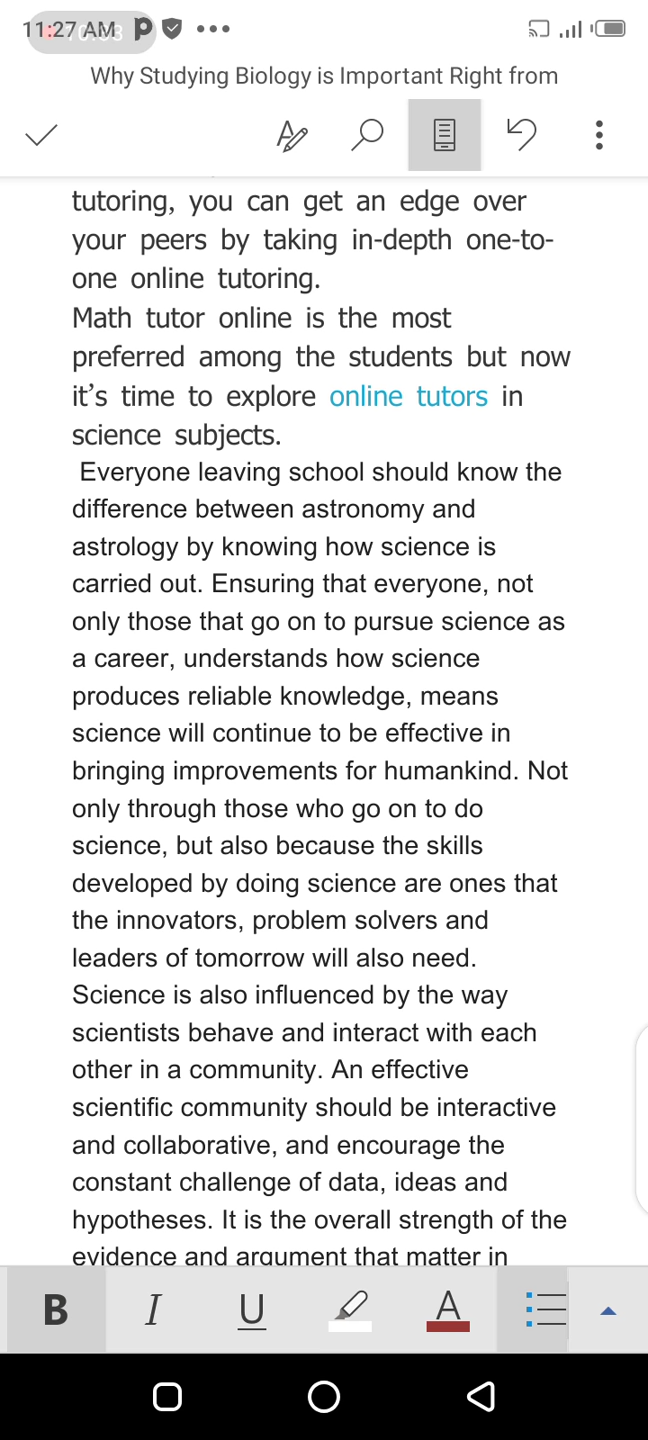 11:27 AM
Why Studying Biology is Important Right from
tutoring, you can get an edge over
your peers by taking in-depth one-to-
one online tutoring.
Math tutor online is the most
preferred among the students but now
it’s time to explore online tutors in
science subjects.
Everyone leaving school should know the
difference between astronomy and
astrology by knowing how science is
carried out. Ensuring that everyone, not
only those that go on to pursue science as
a career, understands how science
produces reliable knowledge, means
science will continue to be effective in
bringing improvements for humankind. Not
only through those who go on to do
science, but also because the skills
developed by doing science are ones that
the innovators, problem solvers and
leaders of tomorrow will also need.
Science is also influenced by the way
scientists behave and interact with each
other in a community. An effective
scientific community should be interactive
and collaborative, and encourage the
constant challenge of data, ideas and
hypotheses. It is the overall strength of the
evidence and argument that matter in
B I U A